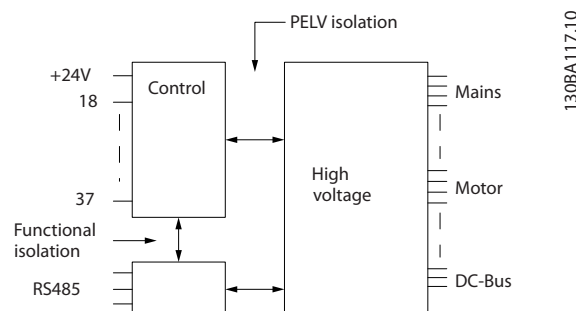 PELV isolation
130BA117.10
+24V
Control
Mains
18
High
voltage
Motor
37
Functional
isolation
RS485
DC-Bus